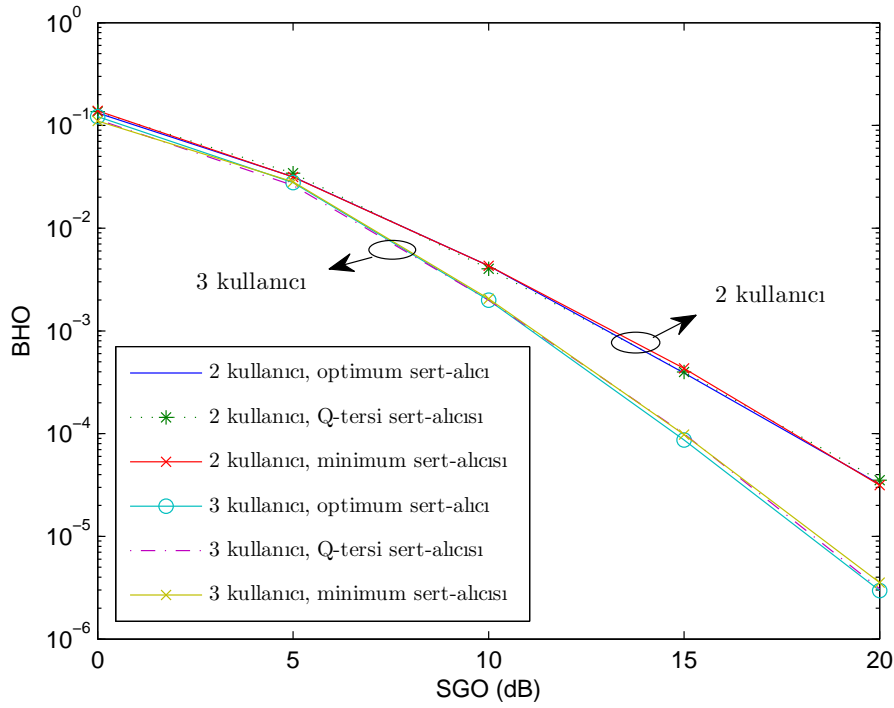 10^0
10^-1
10^-2
10^-3
10^-4
10^-5
10^-6
BHO
3 kullanıcı
2 kullanıcı
2 kullanıcı, optimum sert-alıcı
2 kullanıcı, Q-tersi sert-alıcısı
2 kullanıcı, minimum sert-alıcısı
3 kullanıcı, optimum sert-alıcı
3 kullanıcı, Q-tersi sert-alıcısı
3 kullanıcı, minimum sert-alıcısı
0 5 10 15 20
SGO (dB)